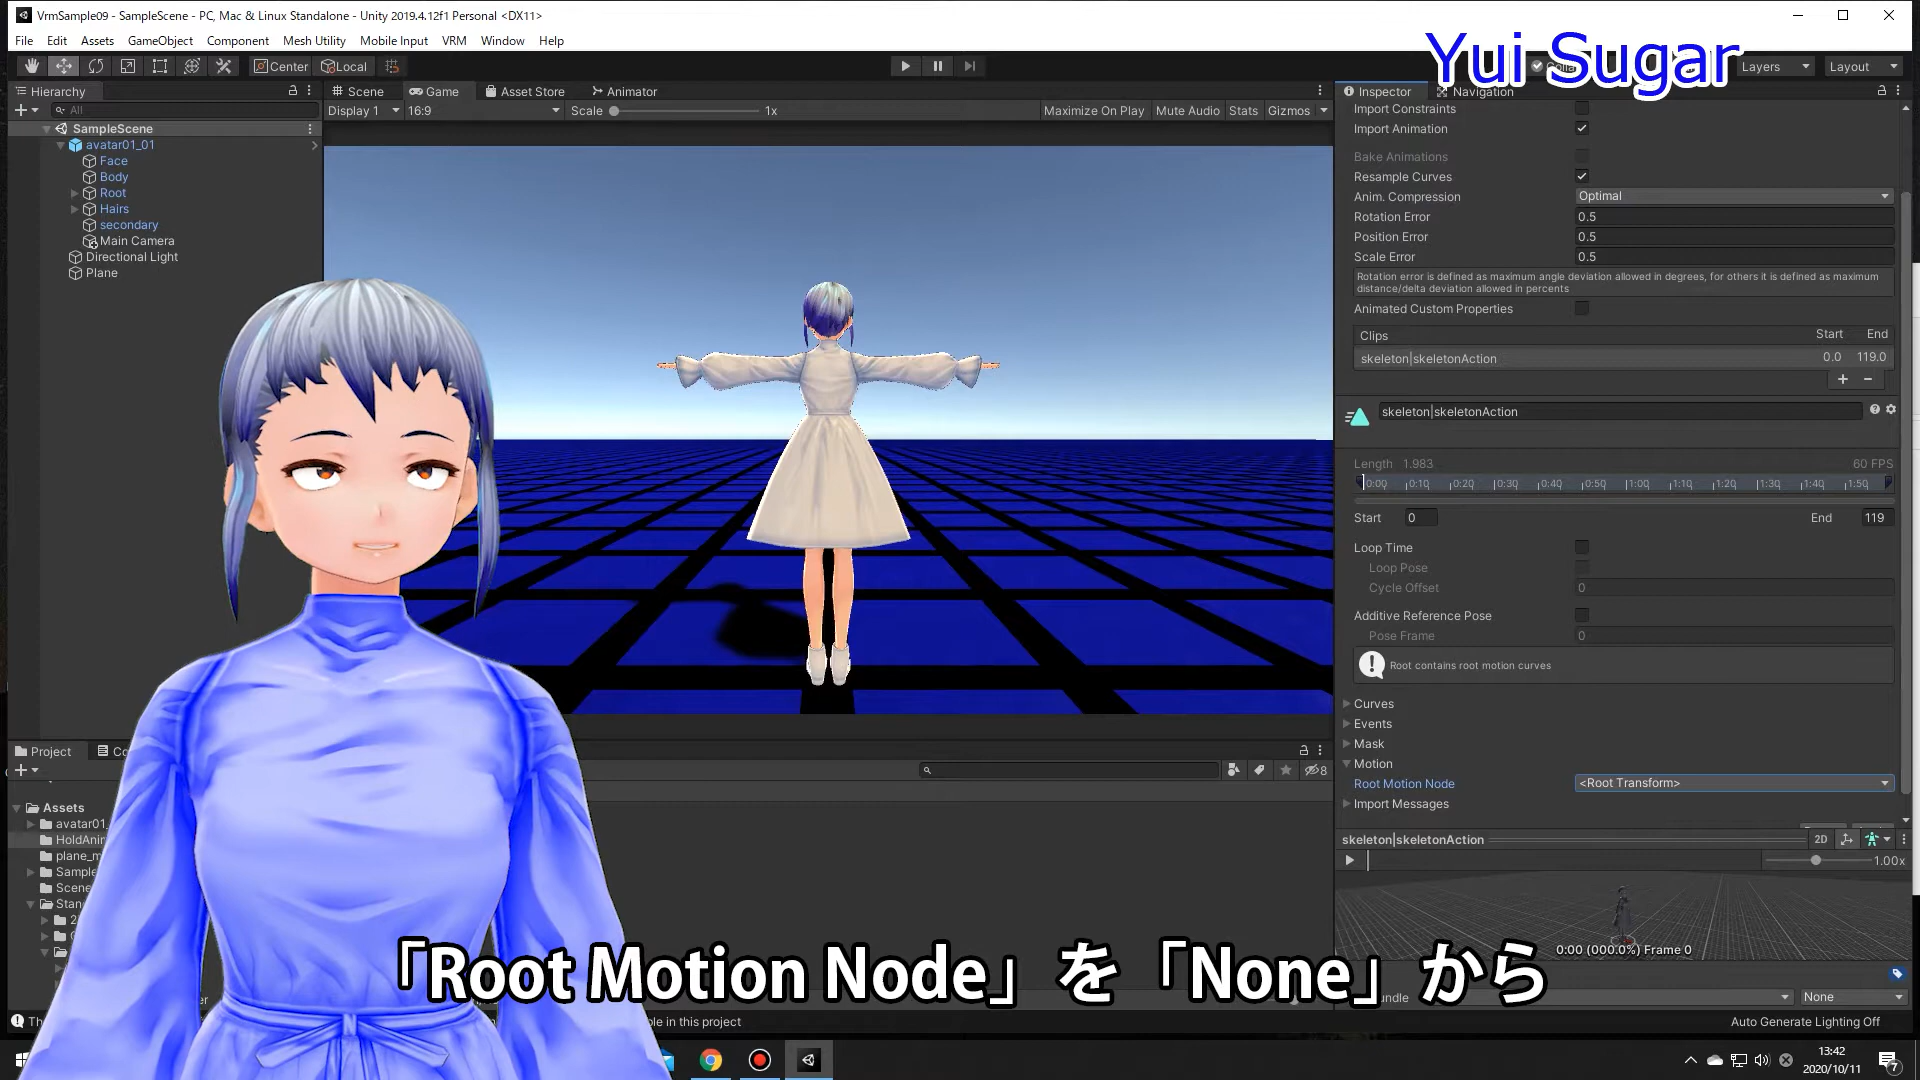 VrmSample09 - SampleScene - PC, Mac & Linux Standalone - Unity 2019.4.12f1 Personal <DX11>
File Edit Assets GameObject Component Mesh Utility Mobile Input VRM Window Help
Yui Sugar
Center Local
Layers Layout
Hierarchy
All
SampleScene
avatar01_01
Face
Body
Root
Hairs
secondary
Main Camera
Directional Light
Plane
Scene Game Asset Store Animator
Display 1 16:9 Scale 1x Maximize On Play Mute Audio Stats Gizmos
Inspector Navigation
Import Constraints
Import Animation
Bake Animations
Resample Curves
Anim. Compression Optimal
Rotation Error 0.5
Position Error 0.5
Scale Error 0.5
Rotation error is defined as maximum angle deviation allowed in degrees, for others it is defined as maximum
distance/delta deviation allowed in percents
Animated Custom Properties
Clips Start End
skeleton|skeletonAction 0.0 119.0
+ -
skeleton|skeletonAction
Length 1.983 60 FPS
0:00 0:10 0:20 0:30 0:40 0:50 1:00 1:10 1:20 1:30 1:40 1:50
Start 0 End 119
Loop Time
Loop Pose
Cycle Offset 0
Additive Reference Pose
Pose Frame 0
Root contains root motion curves
Curves
Events
Mask
Motion
Root Motion Node <Root Transform>
Import Messages
skeleton|skeletonAction 2D
1.00x
0:00 (000.0%) Frame 0
None
Project
8
Assets
avatar01_
HoldAnim
plane_m
Sample
Scene
Stan
「Root Motion Node」を「None」から
ble in this project
Auto Generate Lighting Off
13:42
2020/10/11
7